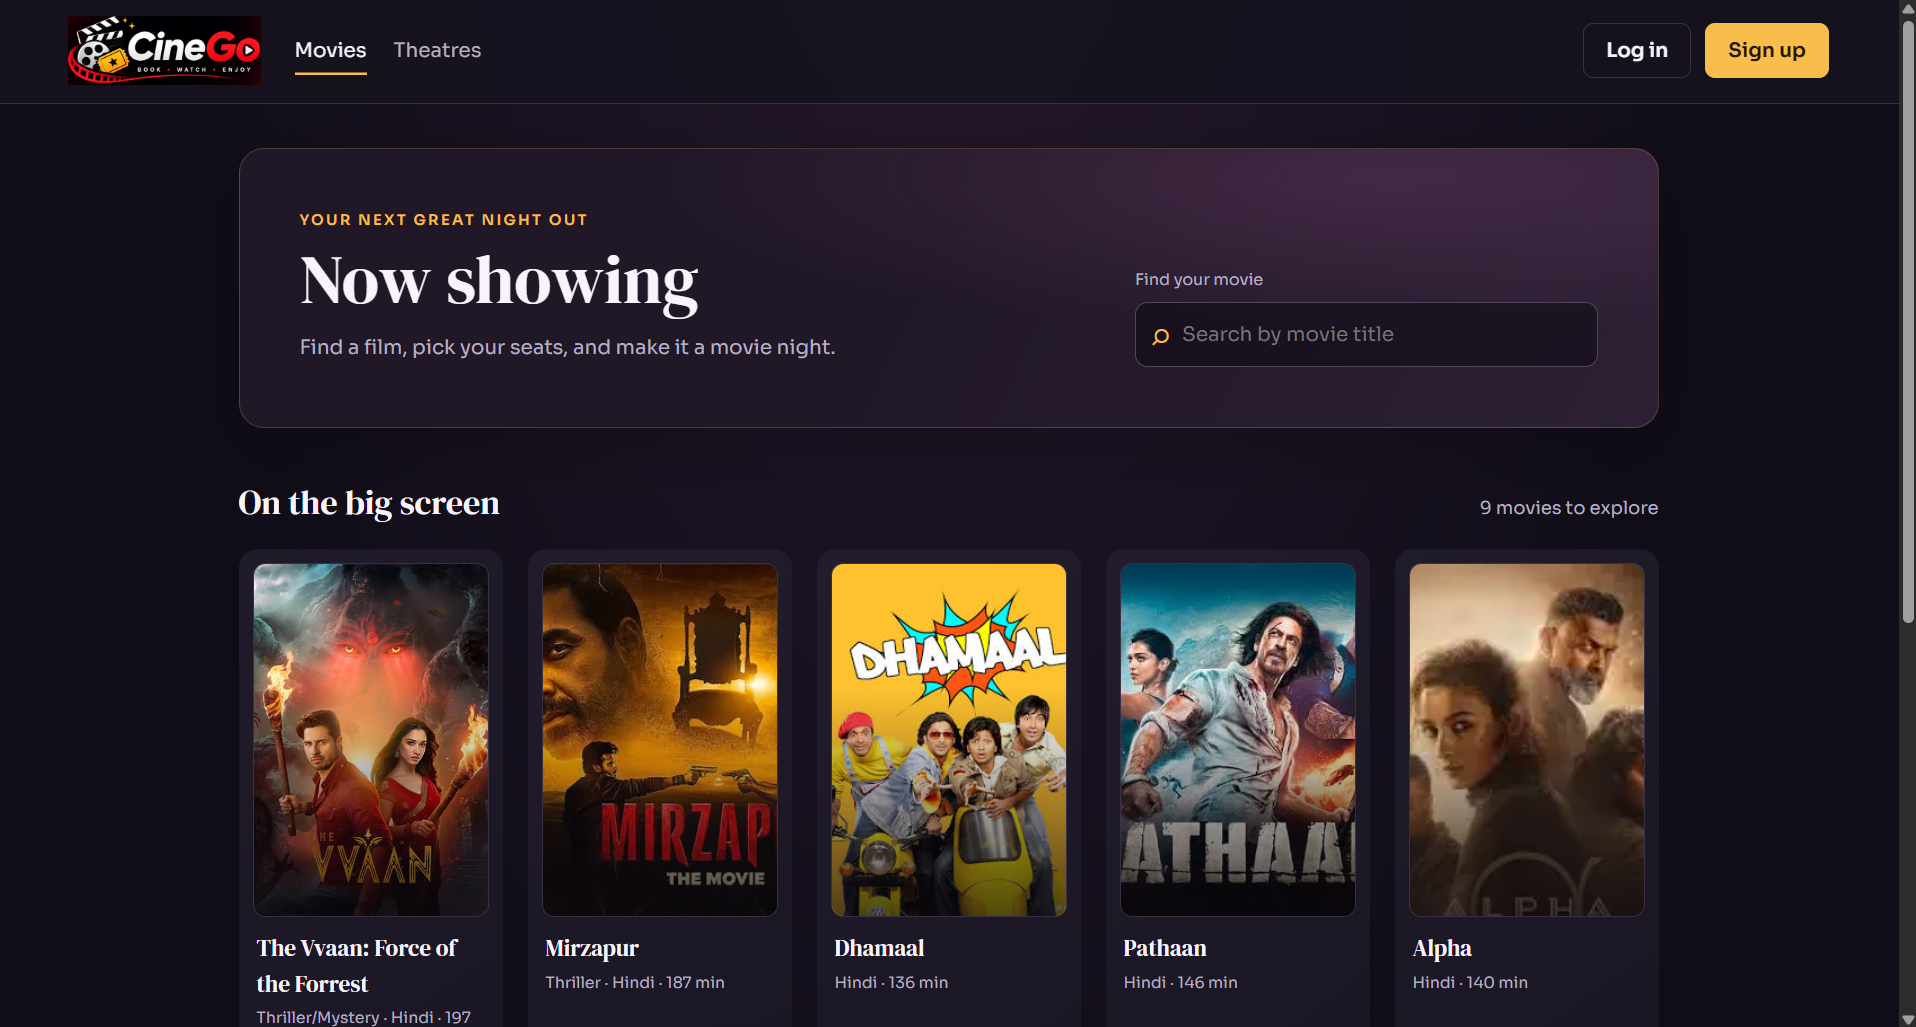 CineGo
BOOK · WATCH · ENJOY
Movies
Theatres
Log in
Sign up
YOUR NEXT GREAT NIGHT OUT
Now showing
Find a film, pick your seats, and make it a movie night.
Find your movie
Search by movie title
On the big screen
9 movies to explore
THE
VVAAN
MIRZAP
THE MOVIE
DHAMAAL
ATHAA
ALPHA
The Vvaan: Force of
the Forrest
Thriller/Mystery · Hindi · 197
Mirzapur
Thriller · Hindi · 187 min
Dhamaal
Hindi · 136 min
Pathaan
Hindi · 146 min
Alpha
Hindi · 140 min